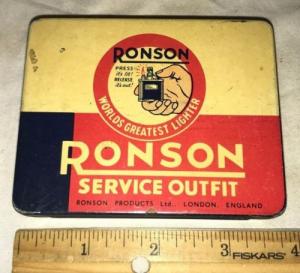 RONSON
PRESS
it's lit!
RELEASE
it's out!
WORLDS GREATEST LIGHTER
RONSON
SERVICE OUTFIT
RONSON PRODUCTS Ltd., LONDON, ENGLAND
1 2 3 4
FISKARS